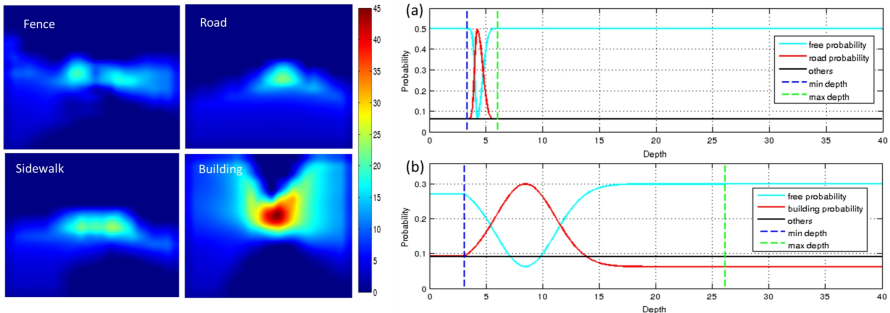 Fence
Road
Sidewalk
Building
45
40
35
30
25
20
15
10
5
0
(a)
Probability
0.5
0.4
0.3
0.2
0.1
0
0 5 10 15 20 25 30 35 40
Depth
free probability
road probability
others
min depth
max depth
(b)
Probability
0.3
0.2
0.1
0
0 5 10 15 20 25 30 35 40
Depth
free probability
building probability
others
min depth
max depth